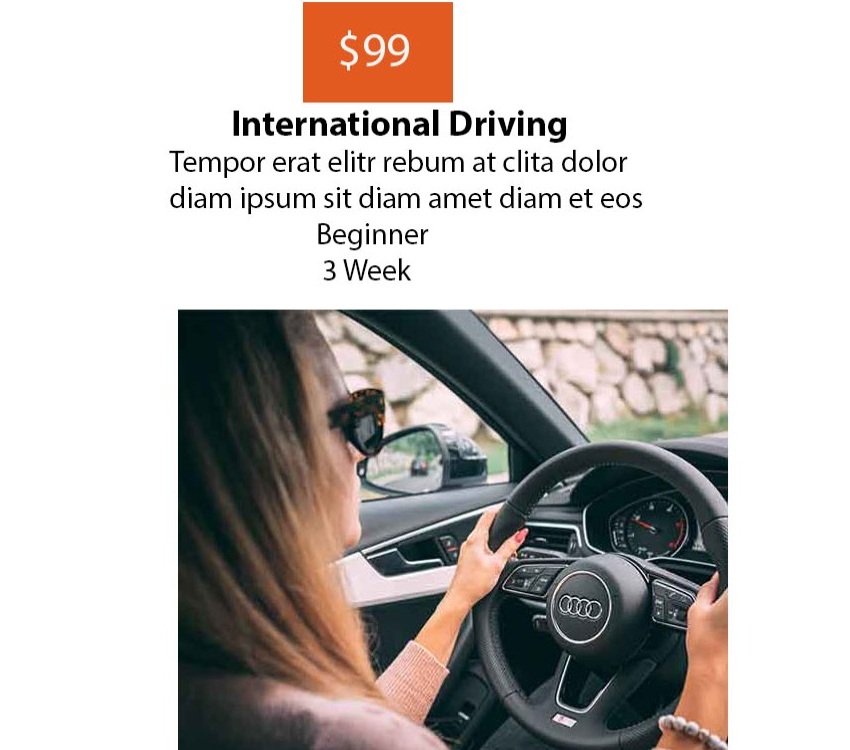 $99
International Driving
Tempor erat elitr rebum at clita dolor
diam ipsum sit diam amet diam et eos
Beginner
3 Week